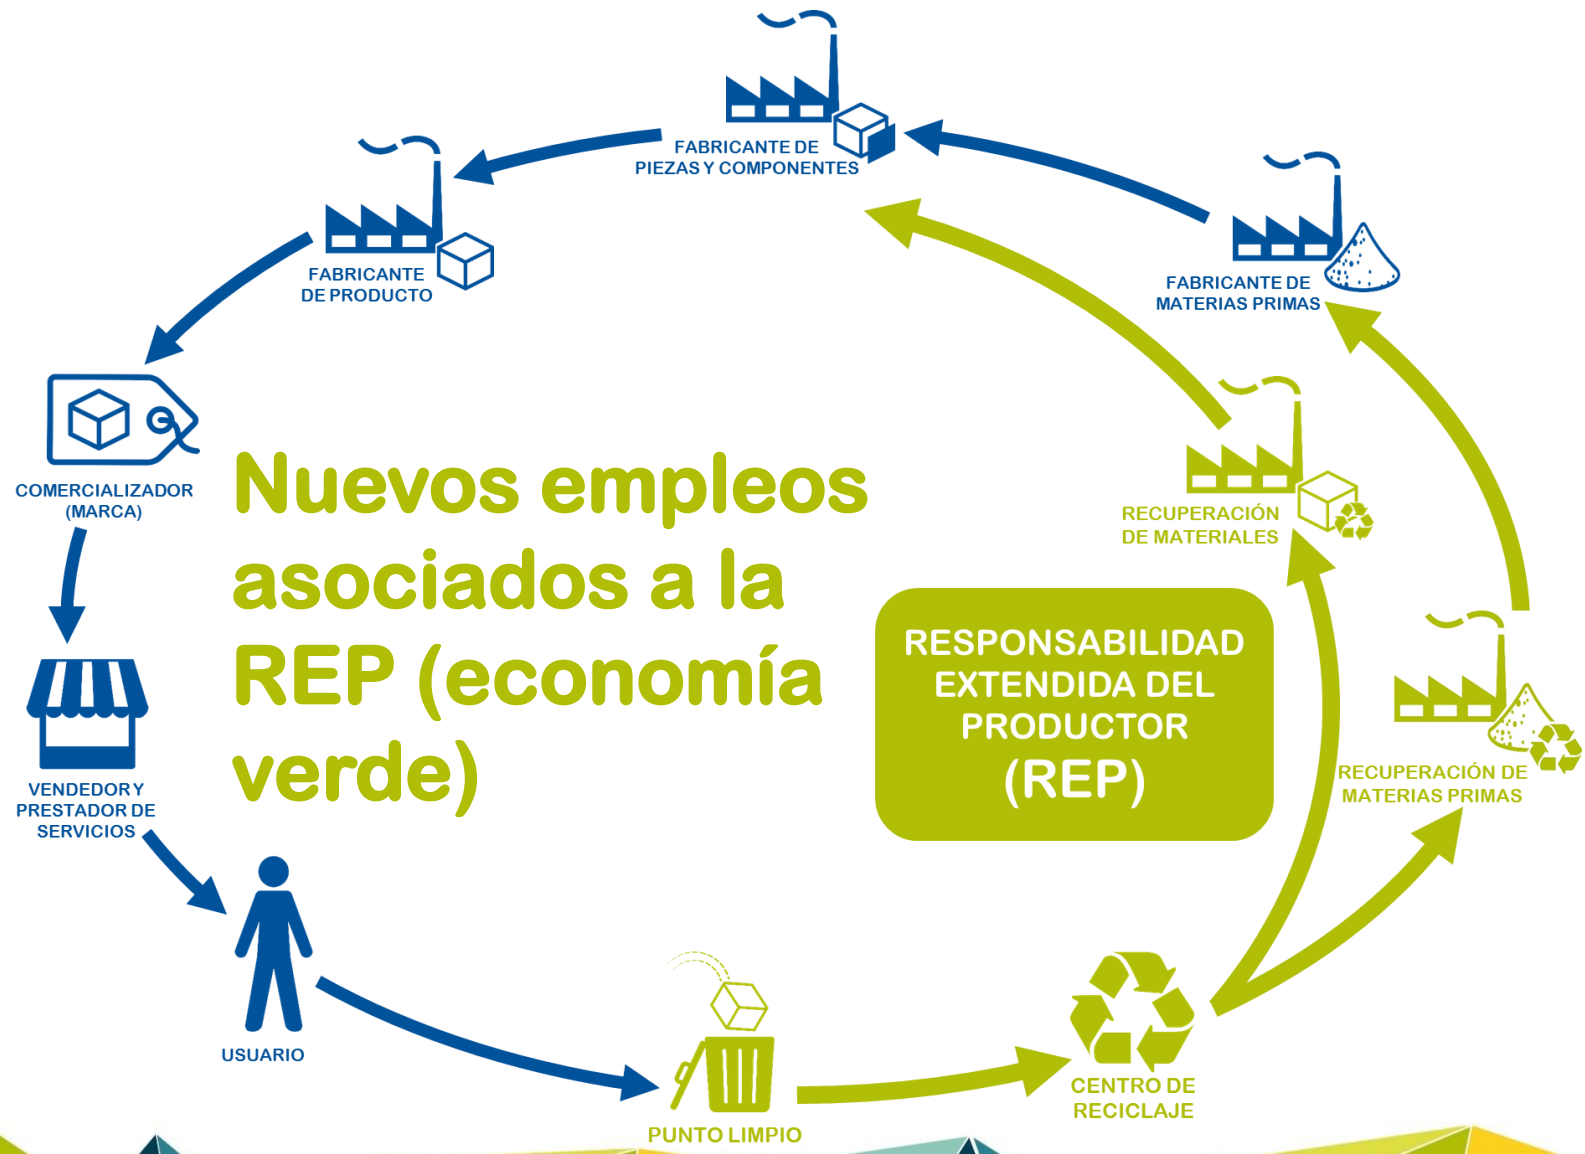 FABRICANTE DE
PIEZAS Y COMPONENTES
FABRICANTE
DE PRODUCTO
FABRICANTE DE
MATERIAS PRIMAS
COMERCIALIZADOR
(MARCA)
Nuevos empleos
asociados a la
REP (economía
verde)
RECUPERACIÓN
DE MATERIALES
RESPONSABILIDAD
EXTENDIDA DEL
PRODUCTOR
(REP)
RECUPERACIÓN DE
MATERIAS PRIMAS
VENDEDOR Y
PRESTADOR DE
SERVICIOS
USUARIO
PUNTO LIMPIO
CENTRO DE
RECICLAJE